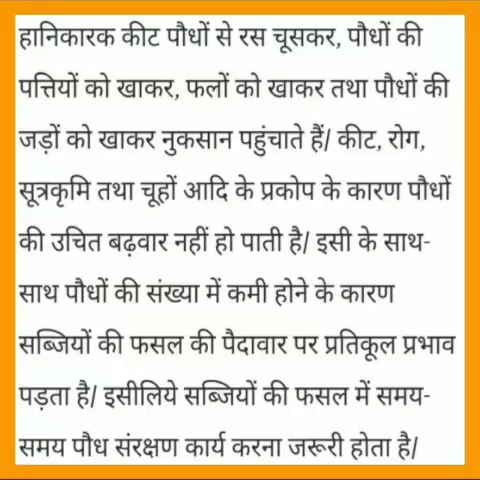 हानिकारक कीट पौधों से रस चूसकर, पौधों की
पत्तियों को खाकर, फलों को खाकर तथा पौधों की
जड़ों को खाकर नुकसान पहुंचाते हैं/ कीट, रोग,
सूत्रकृमि तथा चूहों आदि के प्रकोप के कारण पौधों
की उचित बढ़वार नहीं हो पाती है/ इसी के साथ-
साथ पौधों की संख्या में कमी होने के कारण
सब्जियों की फसल की पैदावार पर प्रतिकूल प्रभाव
पड़ता है/ इसीलिये सब्जियों की फसल में समय-
समय पौध संरक्षण कार्य करना जरूरी होता है/